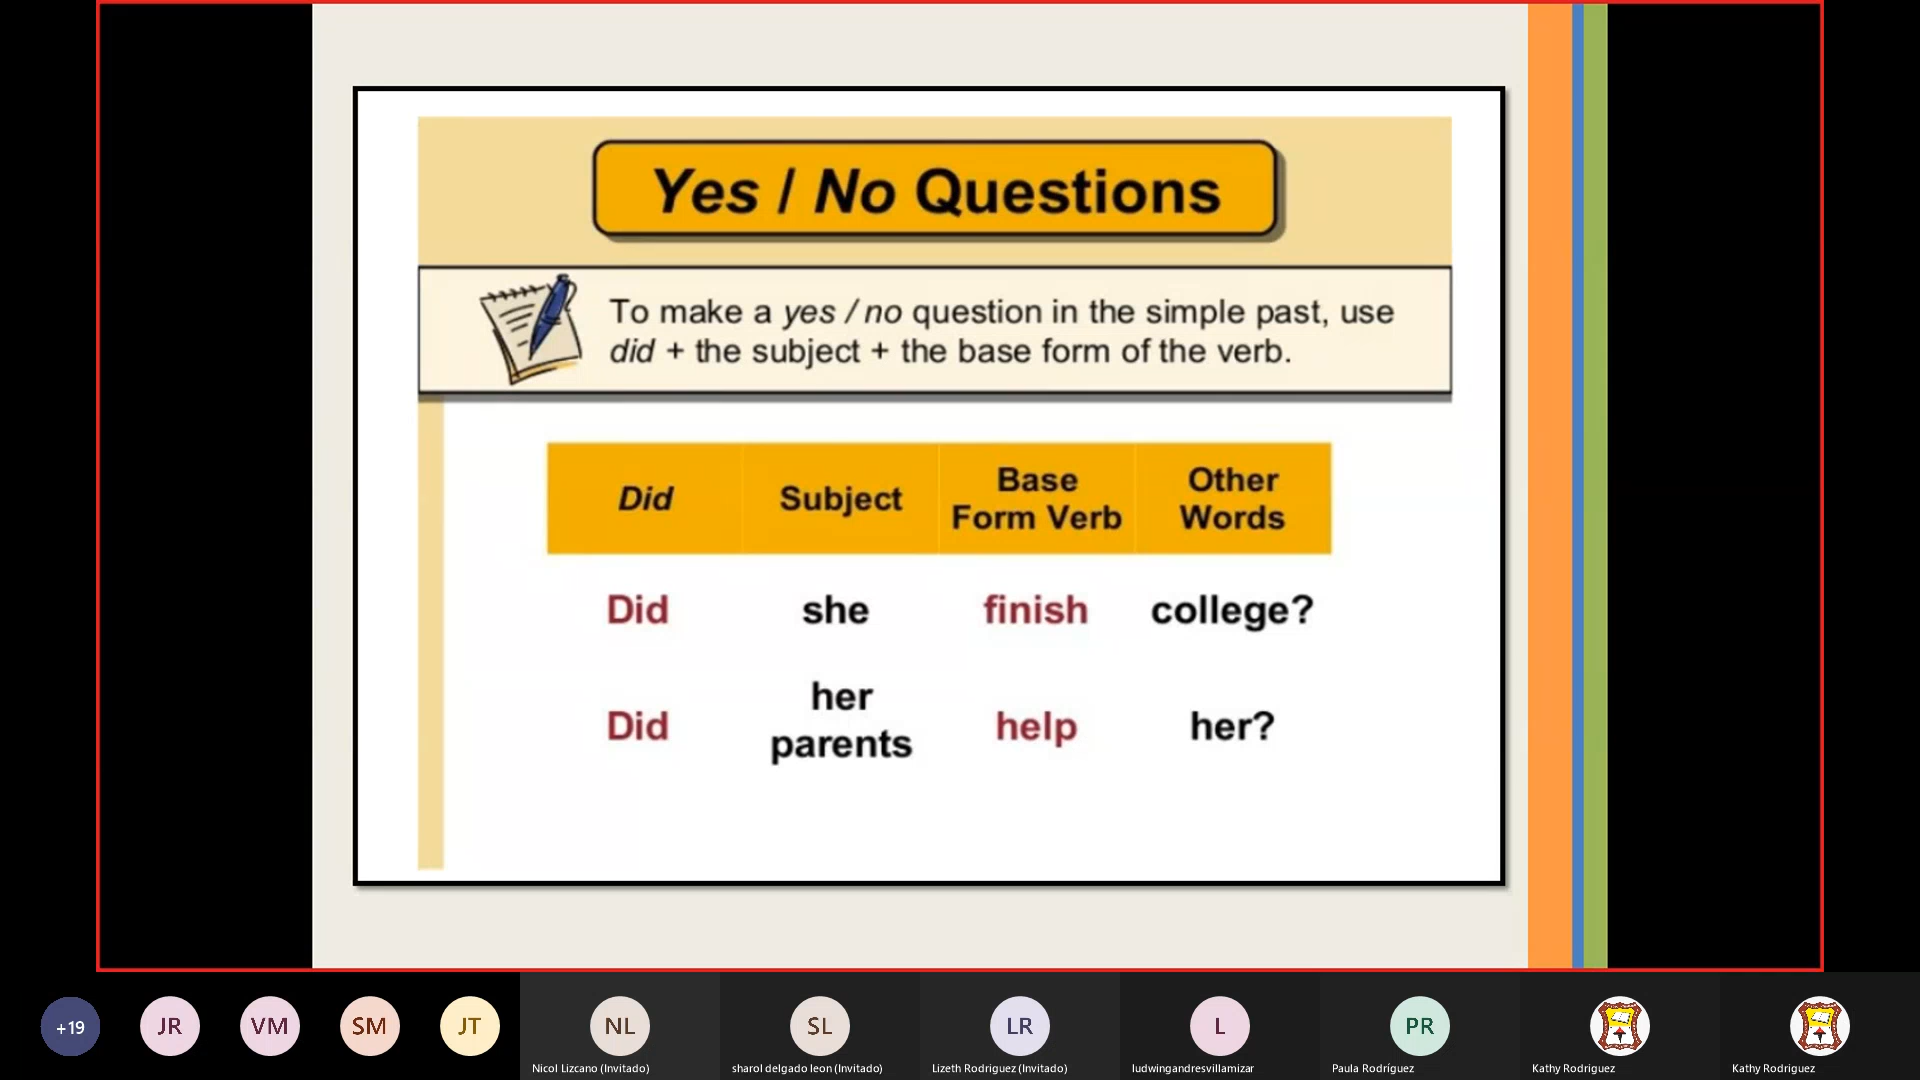 Yes / No Questions
To make a yes / no question in the simple past, use
did + the subject + the base form of the verb.
Did Subject Base Form Verb Other Words
Did she finish college?
Did her parents help her?
+19 JR VM SM JT NL SL LR L PR
Nicol Lizcano (Invitado) sharol delgado leon (Invitado) Lizeth Rodriguez (Invitado) ludwingandresvillamizar Paula Rodríguez Kathy Rodriguez Kathy Rodriguez